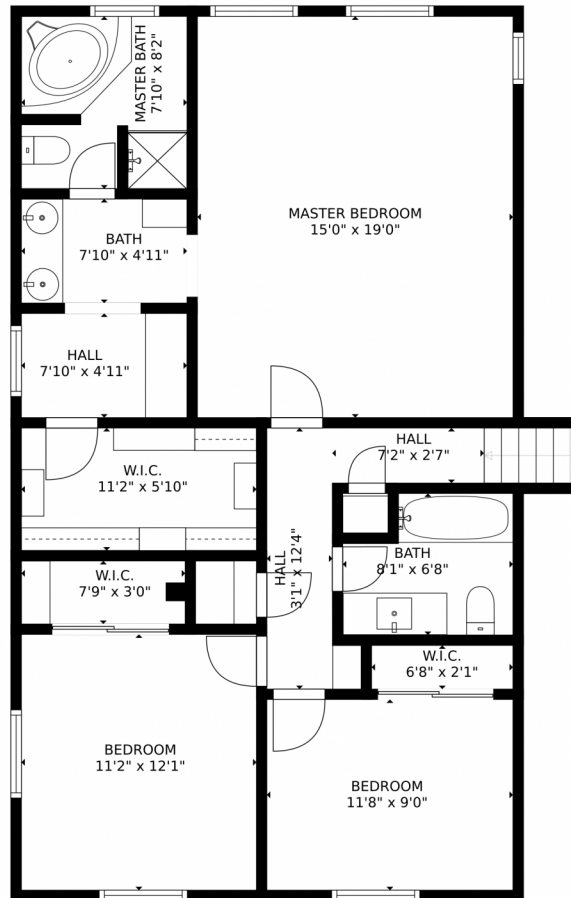 MASTER BATH
7'10" x 8'2"
MASTER BEDROOM
15'0" x 19'0"
BATH
7'10" x 4'11"
HALL
7'10" x 4'11"
HALL
7'2" x 2'7"
W.I.C.
11'2" x 5'10"
HALL
3'1" x 12'4"
BATH
8'1" x 6'8"
W.I.C.
7'9" x 3'0"
W.I.C.
6'8" x 2'1"
BEDROOM
11'2" x 12'1"
BEDROOM
11'8" x 9'0"